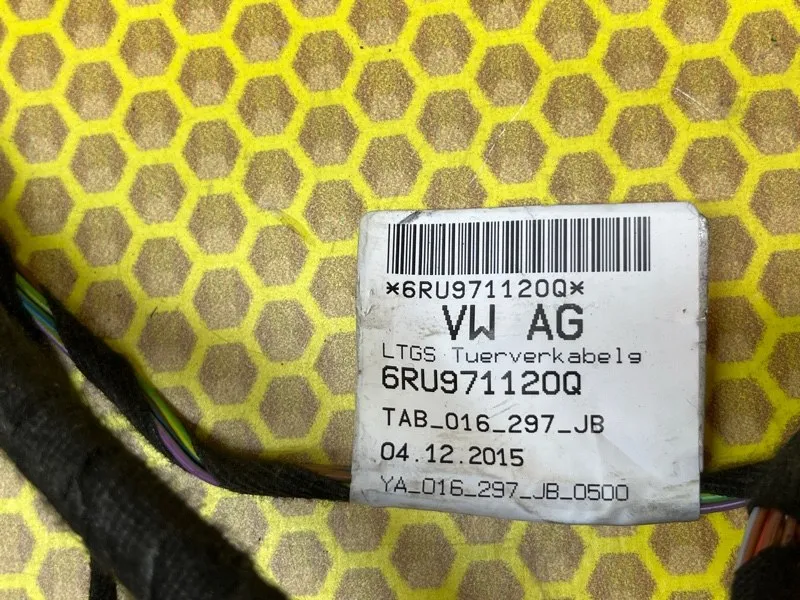 *6RU971120Q*
VW AG
LTGS Tuerverkabelg
6RU971120Q
TAB_016_297_JB
04.12.2015
YA_016_297_JB_0500